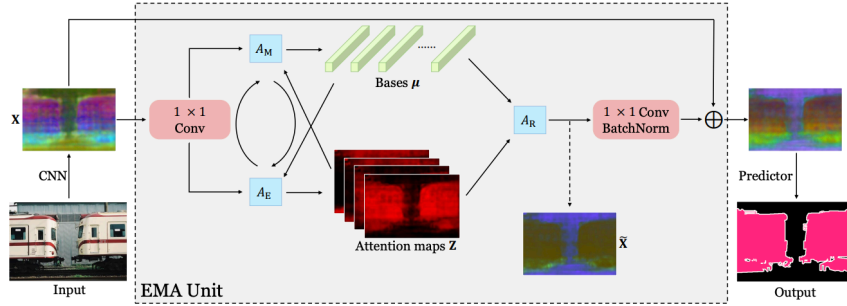 X
CNN
Input
1 × 1
Conv
A_M
A_E
Bases μ
......
Attention maps Z
A_R
1 × 1 Conv
BatchNorm
X̃
EMA Unit
Predictor
Output